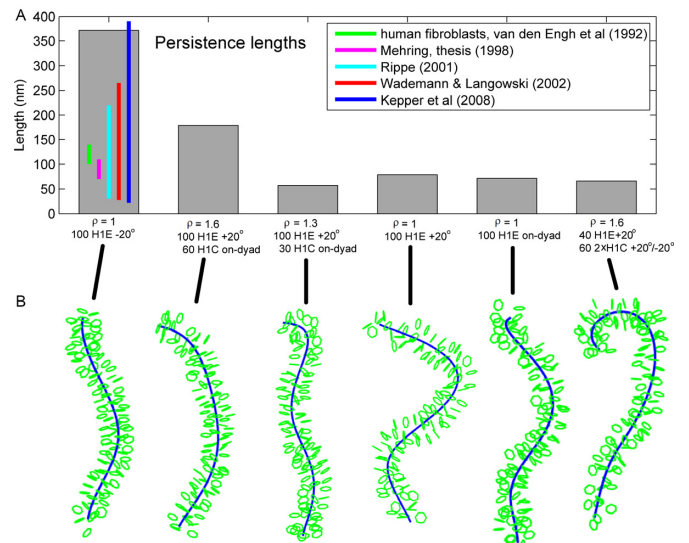 A
Persistence lengths
human fibroblasts, van den Engh et al (1992)
Mehring, thesis (1998)
Rippe (2001)
Wademann & Langowski (2002)
Kepper et al (2008)
Length (nm)
400
350
300
250
200
150
100
50
0
ρ = 1
100 H1E -20°
ρ = 1.6
100 H1E +20°
60 H1C on-dyad
ρ = 1.3
100 H1E +20°
30 H1C on-dyad
ρ = 1
100 H1E +20°
ρ = 1
100 H1E on-dyad
ρ = 1.6
40 H1E+20°
60 2×H1C +20°/-20°
B